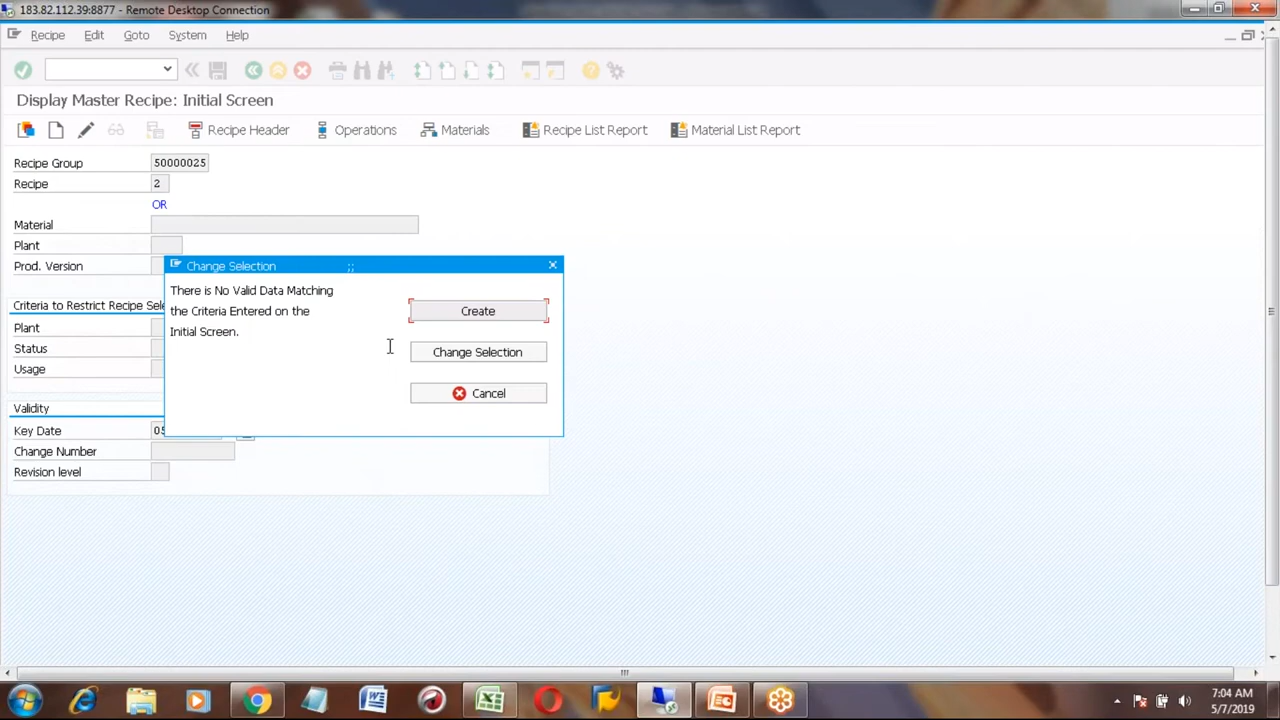 183.82.112.39:8877 - Remote Desktop Connection
Recipe Edit Goto System Help
Display Master Recipe: Initial Screen
Recipe Header Operations Materials Recipe List Report Material List Report
Recipe Group 50000025
Recipe 2
OR
Material
Plant
Prod. Version
Change Selection ;;
There is No Valid Data Matching
the Criteria Entered on the
Initial Screen.
Create
Change Selection
Cancel
Criteria to Restrict Recipe Sel
Plant
Status
Usage
Validity
Key Date 05
Change Number
Revision level
7:04 AM
5/7/2019